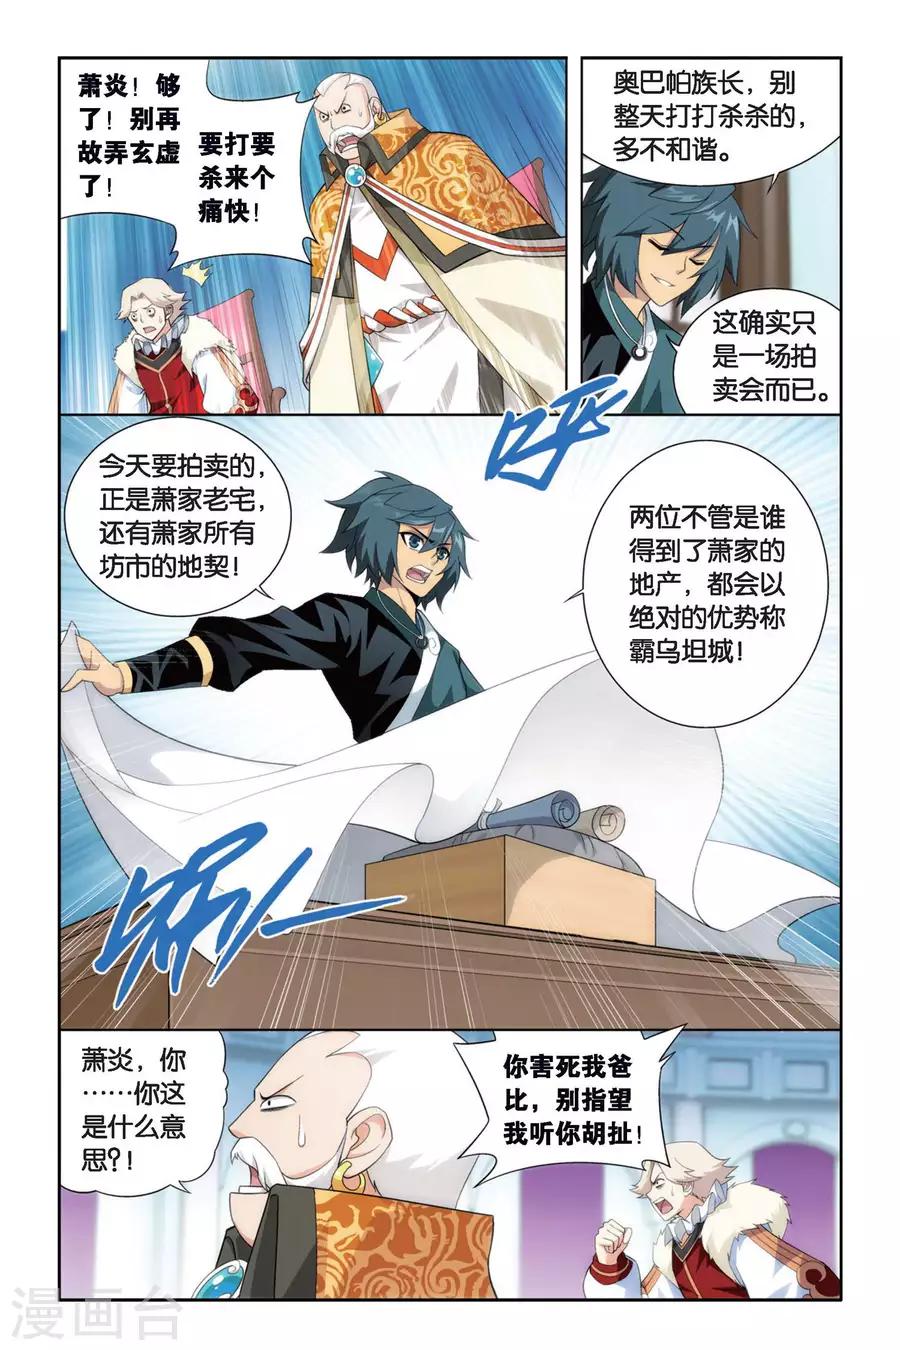 萧炎！够
了！别再
故弄玄虚
了！
要打要
杀来个
痛快！
奥巴帕族长，别
整天打打杀杀的，
多不和谐。
这确实只
是一场拍
卖会而已。
呼
今天要拍卖的，
正是萧家老宅，
还有萧家所有
坊市的地契！
两位不管是谁
得到了萧家的
地产，都会以
绝对的优势称
霸乌坦城！
萧炎，你
……你这
是什么意
思？！
你害死我爸
比，别指望
我听你胡扯！
漫画台